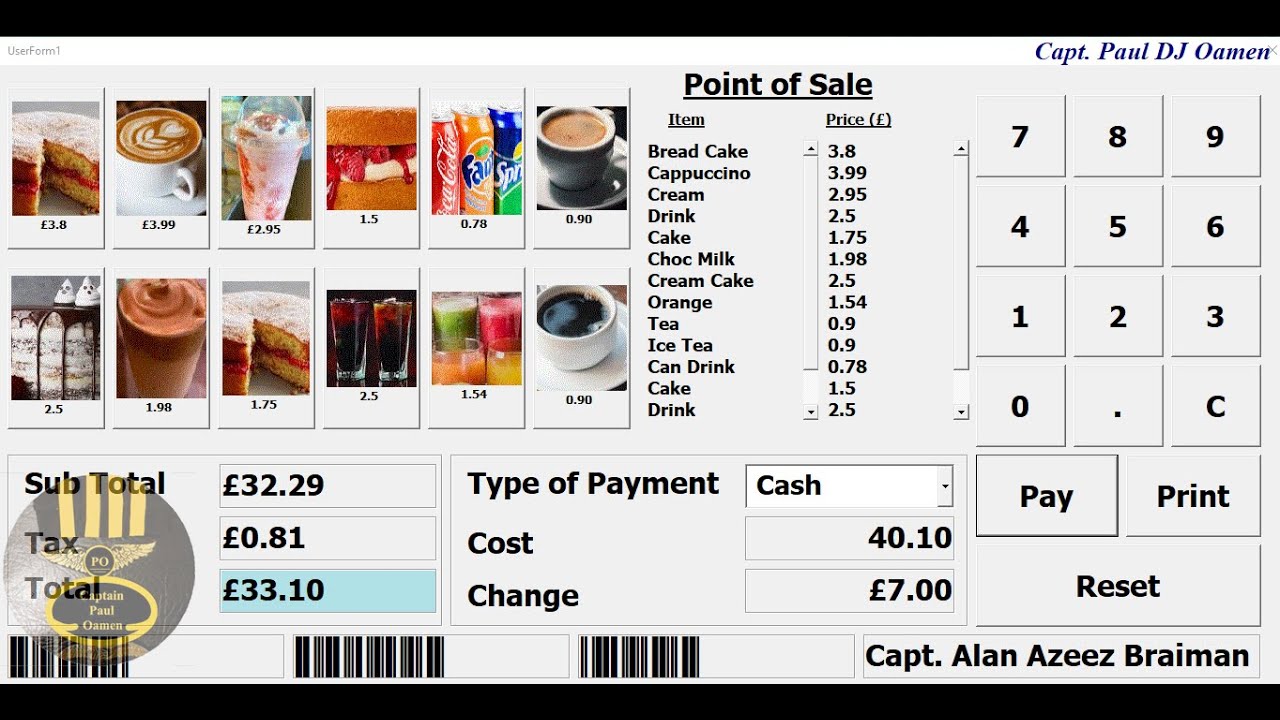 UserForm1
Capt. Paul DJ Oamen
Point of Sale
Item Price (£)
Bread Cake 3.8
Cappuccino 3.99
Cream 2.95
Drink 2.5
Cake 1.75
Choc Milk 1.98
Cream Cake 2.5
Orange 1.54
Tea 0.9
Ice Tea 0.9
Can Drink 0.78
Cake 1.5
Drink 2.5
£3.8 £3.99 £2.95 1.5 0.78 0.90
Coca-Cola Fan Spr
2.5 1.98 1.75 2.5 1.54 0.90
7 8 9
4 5 6
1 2 3
0 . C
Sub Total £32.29
Tax £0.81
Total £33.10
Type of Payment Cash
Cost 40.10
Change £7.00
Pay Print
Reset
PO
Captain
Paul
Oamen
Capt. Alan Azeez Braiman